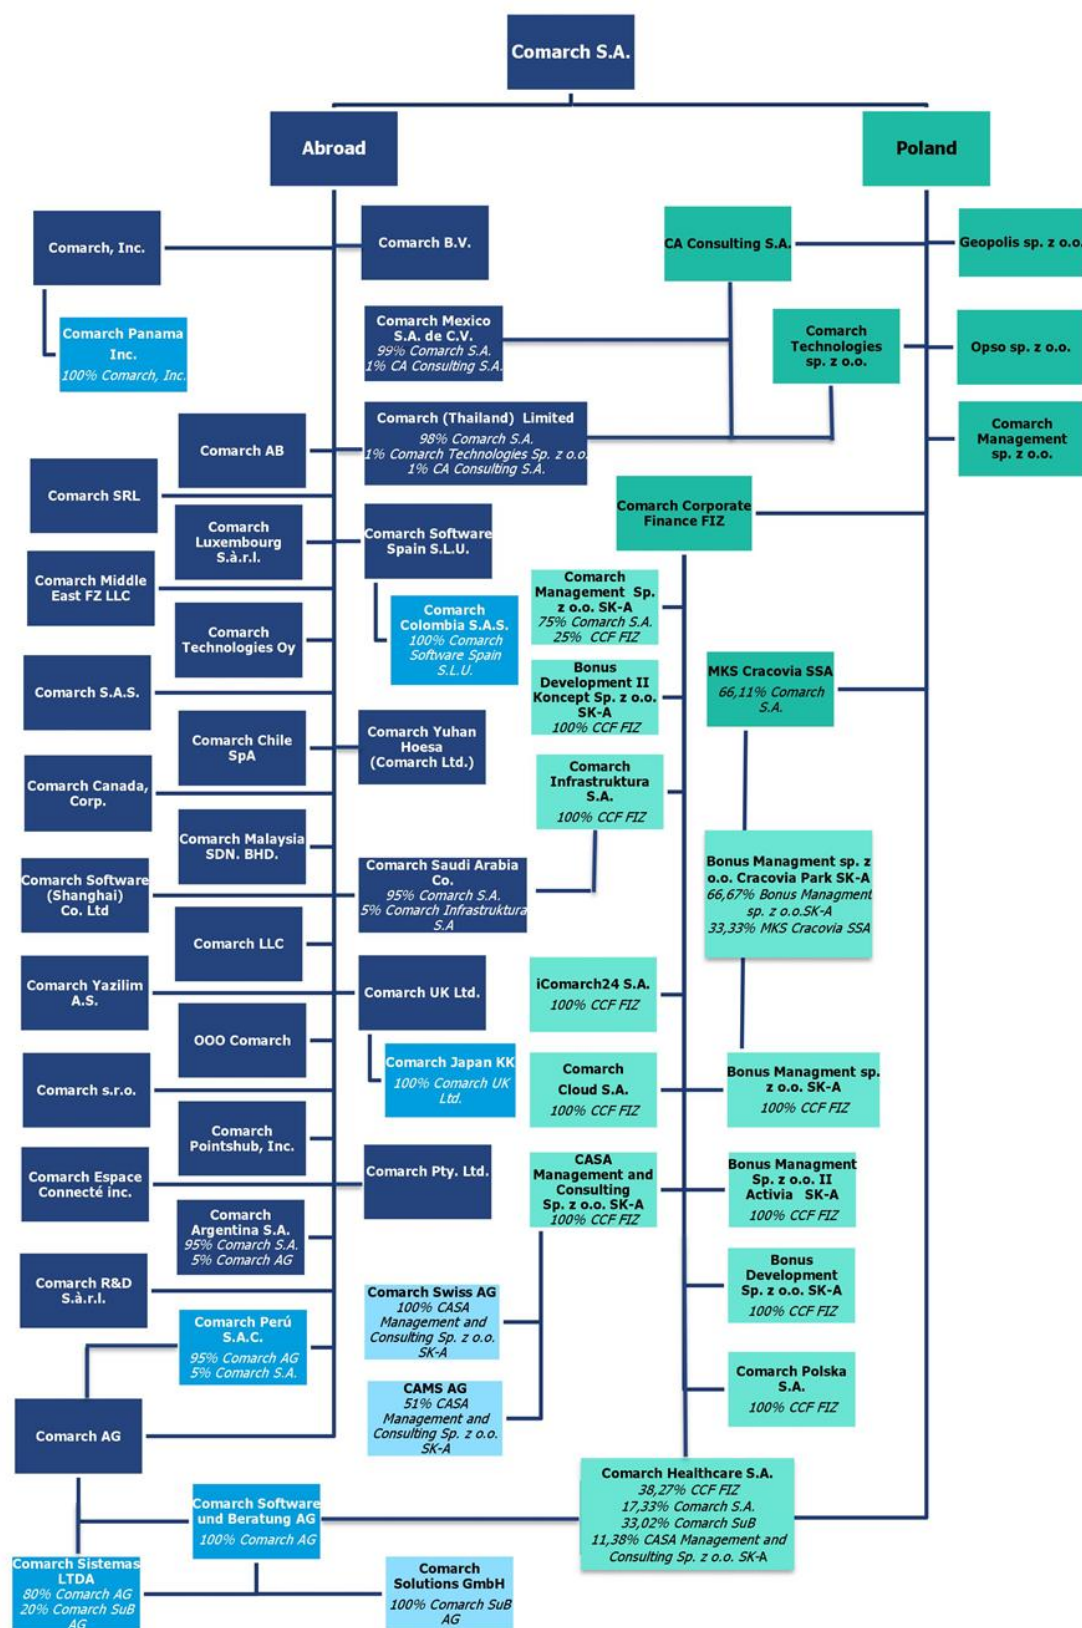 Comarch S.A.
Abroad
Poland
Comarch, Inc.
Comarch B.V.
CA Consulting S.A.
Geopolis sp. z o.o.
Comarch Panama
Inc.
100% Comarch, Inc.
Comarch Mexico
S.A. de C.V.
99% Comarch S.A.
1% CA Consulting S.A.
Comarch
Technologies
sp. z o.o.
Opso sp. z o.o.
Comarch AB
Comarch (Thailand) Limited
98% Comarch S.A.
1% Comarch Technologies Sp. z o.o.
1% CA Consulting S.A.
Comarch
Management
sp. z o.o.
Comarch SRL
Comarch
Luxembourg
S.à.r.l.
Comarch Software
Spain S.L.U.
Comarch Corporate
Finance FIZ
Comarch Middle
East FZ LLC
Comarch
Technologies Oy
Comarch
Colombia S.A.S.
100% Comarch
Software Spain
S.L.U.
Comarch
Management Sp.
z o.o. SK-A
75% Comarch S.A.
25% CCF FIZ
Comarch S.A.S.
Bonus
Development II
Koncept Sp. z o.o.
SK-A
100% CCF FIZ
MKS Cracovia SSA
66,11% Comarch
S.A.
Comarch Chile
SpA
Comarch Yuhan
Hoesa
(Comarch Ltd.)
Comarch
Infrastruktura
S.A.
100% CCF FIZ
Comarch Canada,
Corp.
Comarch Malaysia
SDN. BHD.
Comarch Software
(Shanghai)
Co. Ltd
Comarch Saudi Arabia
Co.
95% Comarch S.A.
5% Comarch Infrastruktura
S.A
Bonus Managment sp. z
o.o. Cracovia Park SK-A
66,67% Bonus Managment
sp. z o.o.SK-A
33,33% MKS Cracovia SSA
Comarch LLC
Comarch Yazilim
A.S.
Comarch UK Ltd.
iComarch24 S.A.
100% CCF FIZ
OOO Comarch
Comarch Japan KK
100% Comarch UK
Ltd.
Comarch
Cloud S.A.
100% CCF FIZ
Bonus Managment sp.
z o.o. SK-A
100% CCF FIZ
Comarch s.r.o.
Comarch
Pointshub, Inc.
Comarch Espace
Connecté inc.
Comarch Pty. Ltd.
CASA
Management and
Consulting
Sp. z o.o. SK-A
100% CCF FIZ
Bonus Managment
Sp. z o.o. II
Activia SK-A
100% CCF FIZ
Comarch
Argentina S.A.
95% Comarch S.A.
5% Comarch AG
Comarch R&D
S.à.r.l.
Comarch Swiss AG
100% CASA
Management and
Consulting Sp. z o.o.
SK-A
Bonus
Development
Sp. z o.o. SK-A
100% CCF FIZ
Comarch Perú
S.A.C.
95% Comarch AG
5% Comarch S.A.
CAMS AG
51% CASA
Management and
Consulting Sp. z o.o.
SK-A
Comarch Polska
S.A.
100% CCF FIZ
Comarch AG
Comarch Software
und Beratung AG
100% Comarch AG
Comarch Healthcare S.A.
38,27% CCF FIZ
17,33% Comarch S.A.
33,02% Comarch SuB
11,38% CASA Management and
Consulting Sp. z o.o. SK-A
Comarch Sistemas
LTDA
80% Comarch AG
20% Comarch SuB
AG
Comarch
Solutions GmbH
100% Comarch SuB
AG